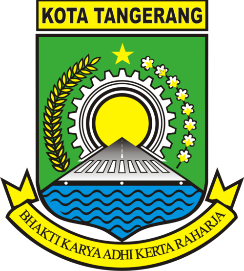 KOTA TANGERANG
BHAKTI KARYA ADHI KERTA RAHARJA